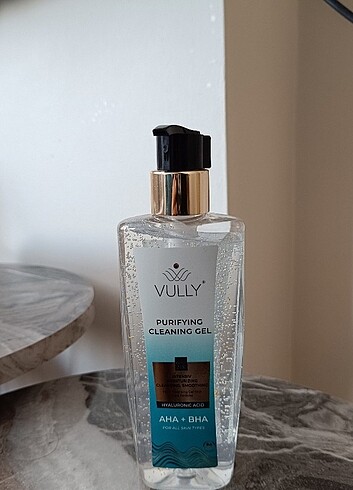 VULLY
PURIFYING
CLEANING GEL
HYALURONIC ACID
AHA + BHA
FOR ALL SKIN TYPES